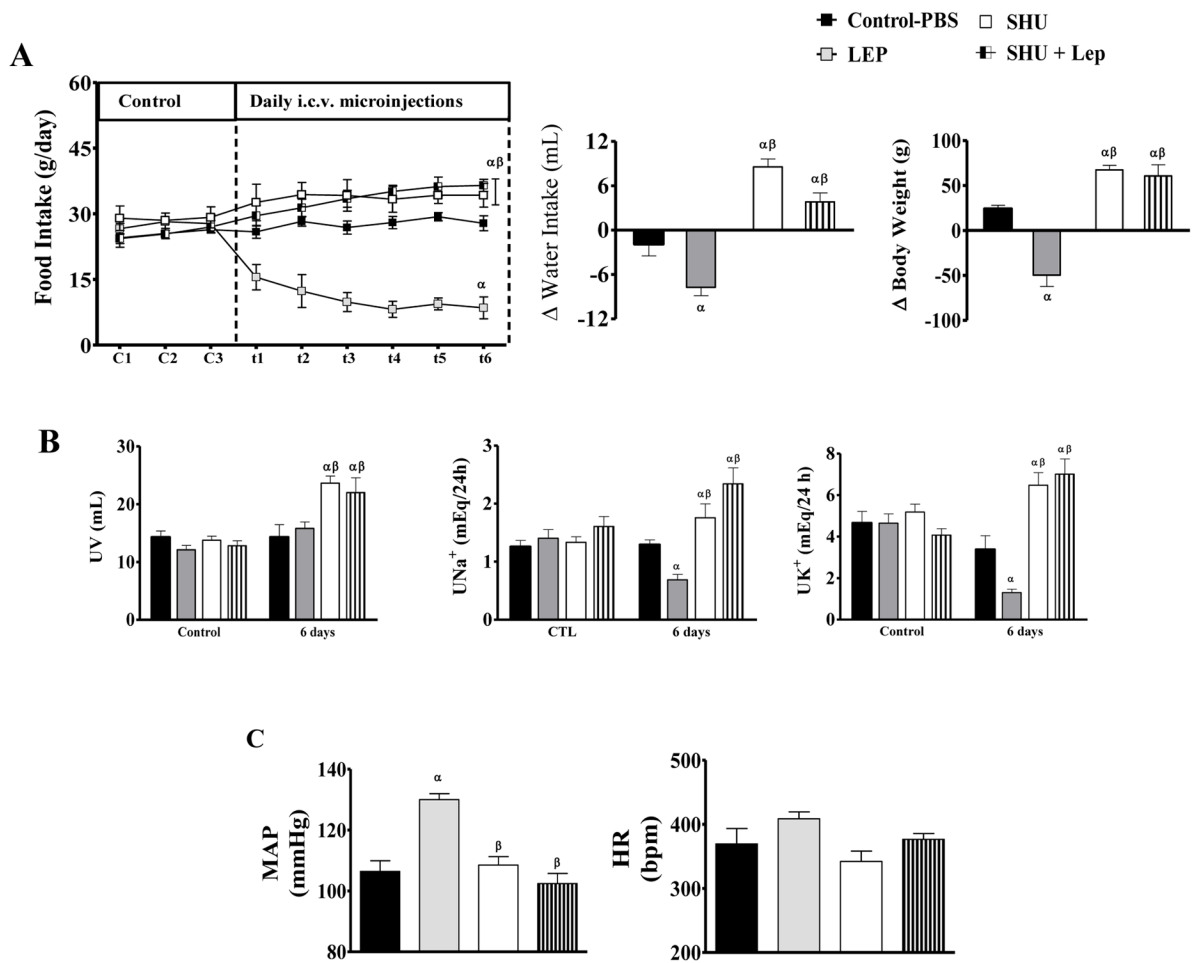 Control-PBS
SHU
LEP
SHU + Lep
A
Food Intake (g/day)
60
45
30
15
0
Control
Daily i.c.v. microinjections
αβ
α
C1 C2 C3 t1 t2 t3 t4 t5 t6
Δ Water Intake (mL)
12
6
0
-6
-12
α
αβ
αβ
Δ Body Weight (g)
100
50
0
-50
-100
α
αβ
αβ
B
UV (mL)
30
20
10
0
αβ αβ
Control 6 days
UNa+ (mEq/24h)
3
2
1
0
α
αβ
αβ
CTL 6 days
UK+ (mEq/24 h)
8
6
4
2
0
α
αβ
αβ
Control 6 days
C
MAP
(mmHg)
140
120
100
80
α
β
β
HR
(bpm)
500
400
300
200